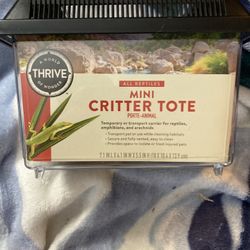 A WORLD
THRIVE
OF WONDER
ALL REPTILES
MINI
CRITTER TOTE
PORTE-ANIMAL
Temporary or transport carrier for reptiles,
amphibians, and arachnids
• Transport pet or use while cleaning habitats
• Secure and fully vented, easy to clean
• Provides space to isolate or feed injured pets